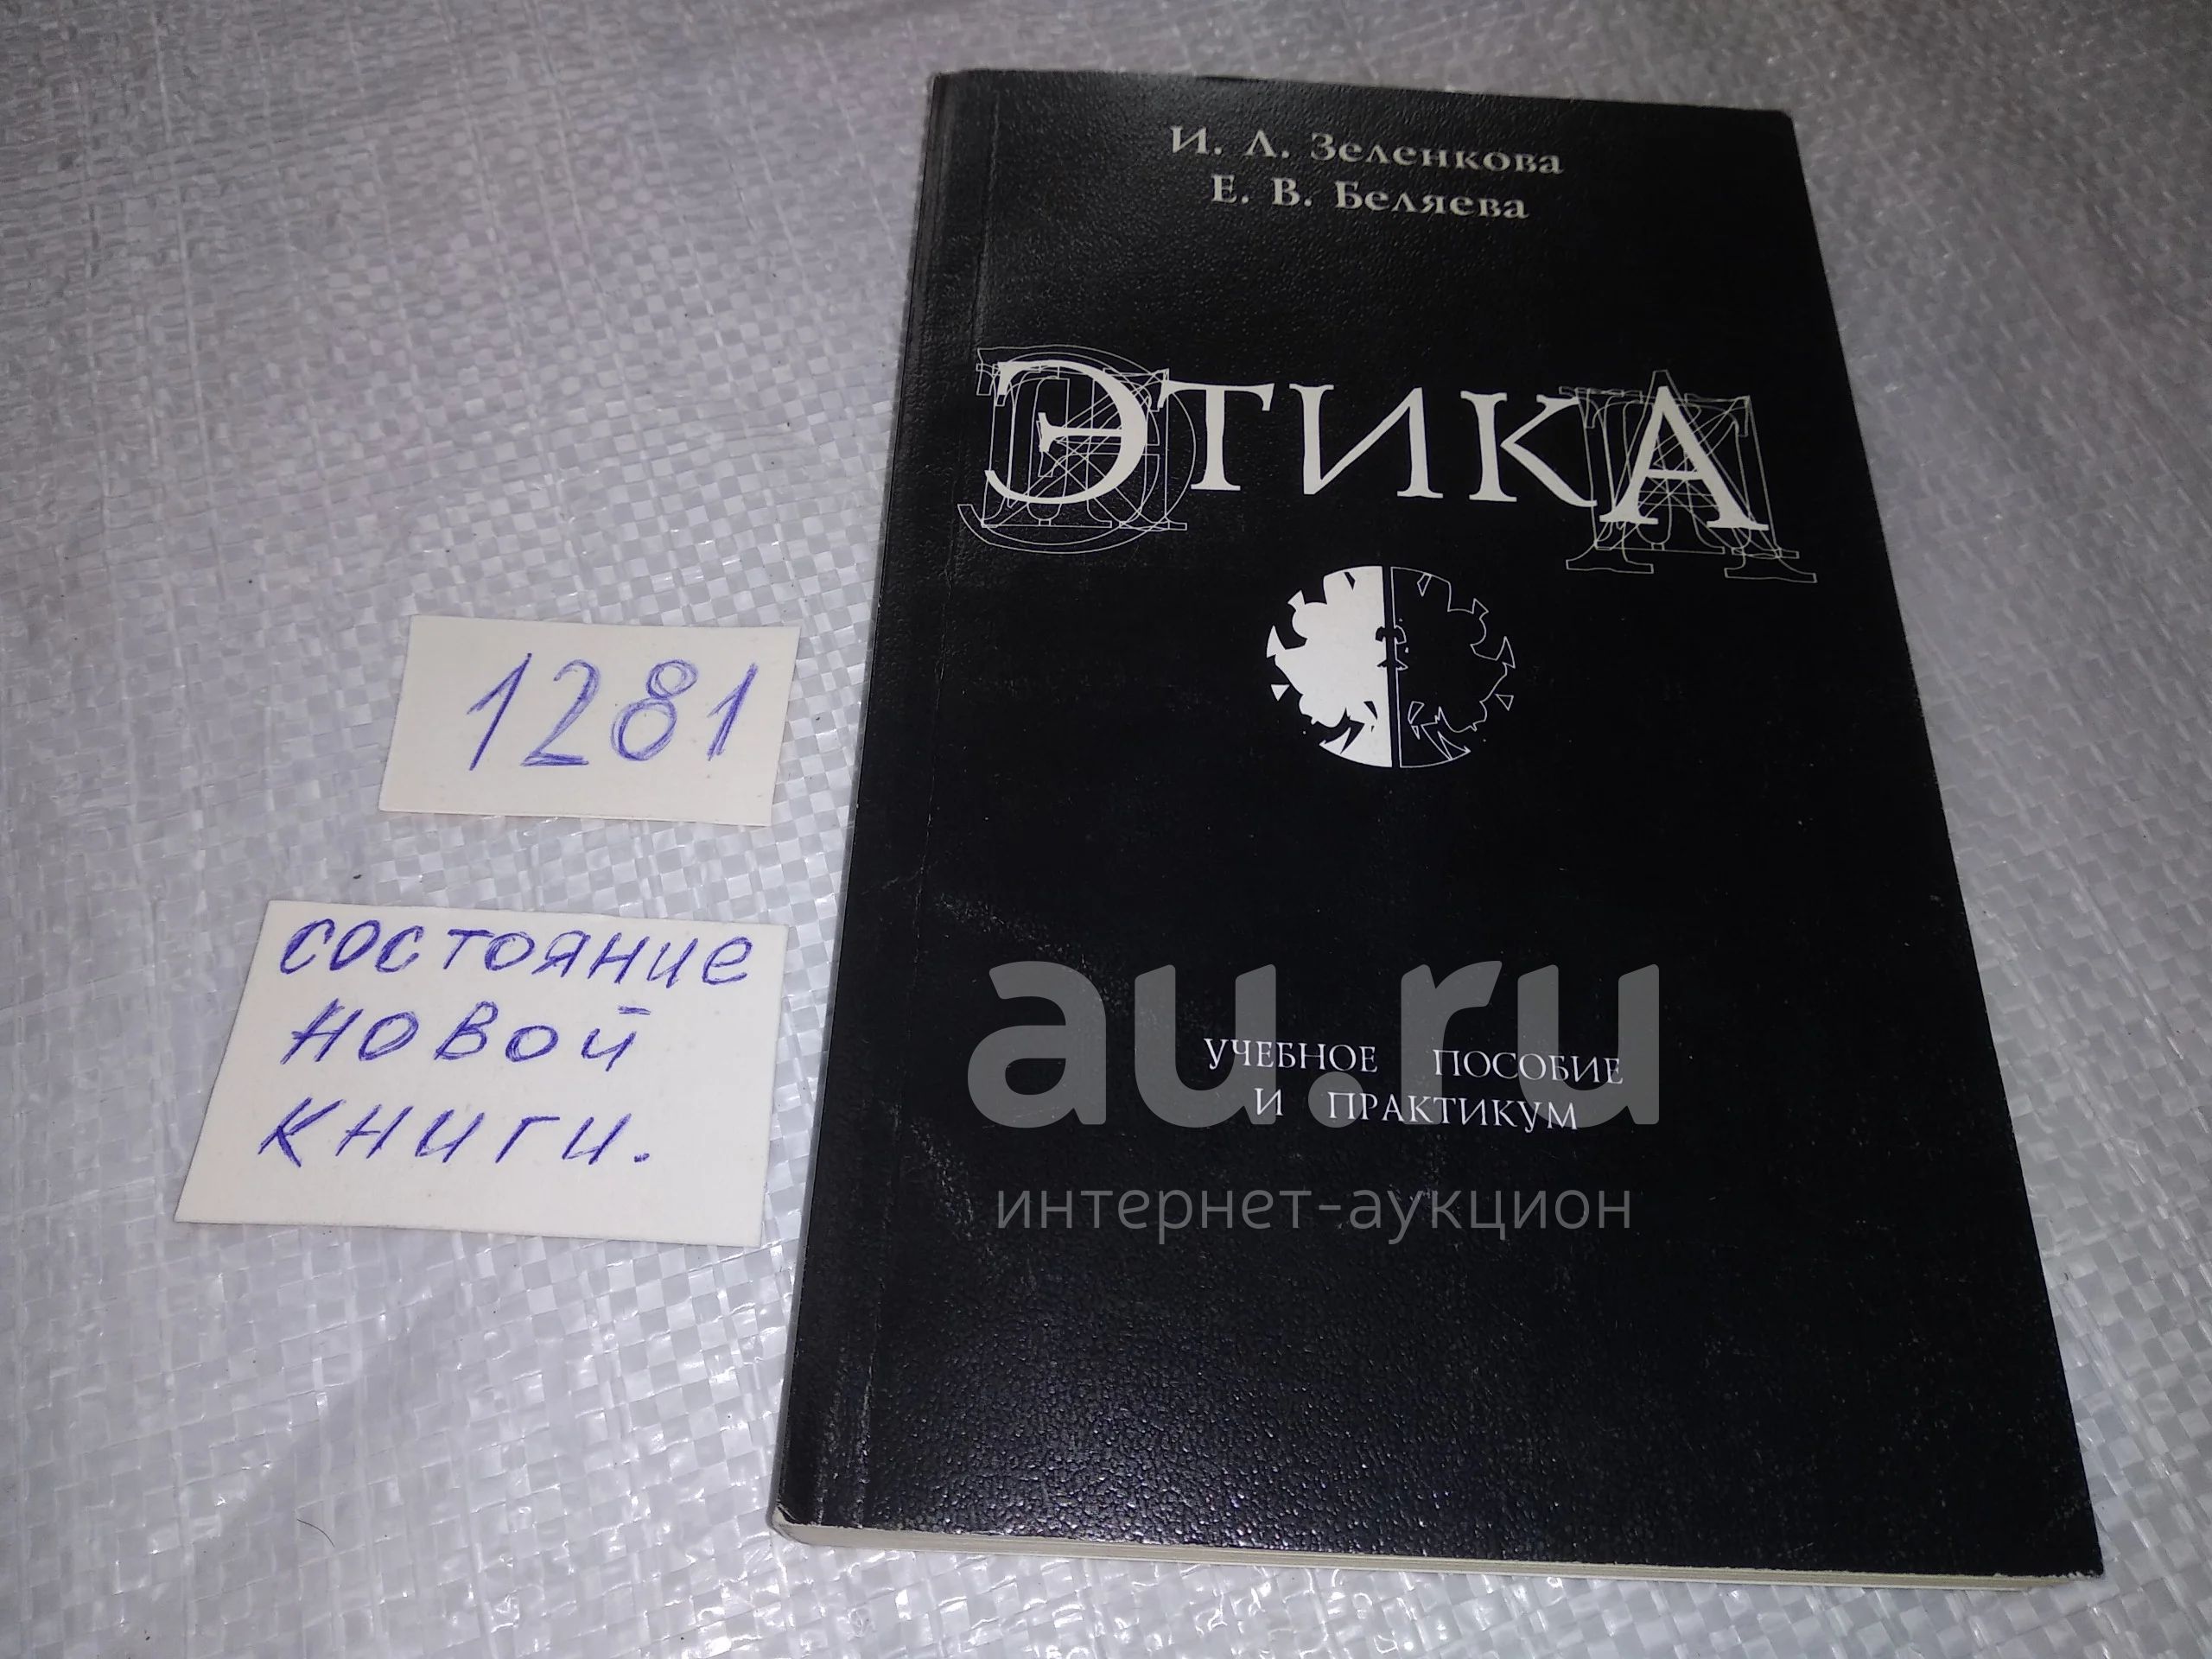 И. Л. Зеленкова
Е. В. Беляева
ЭТИКА
1281
состояние
новой
книги.
au.ru
УЧЕБНОЕ ПОСОБИЕ
И ПРАКТИКУМ
интернет-аукцион